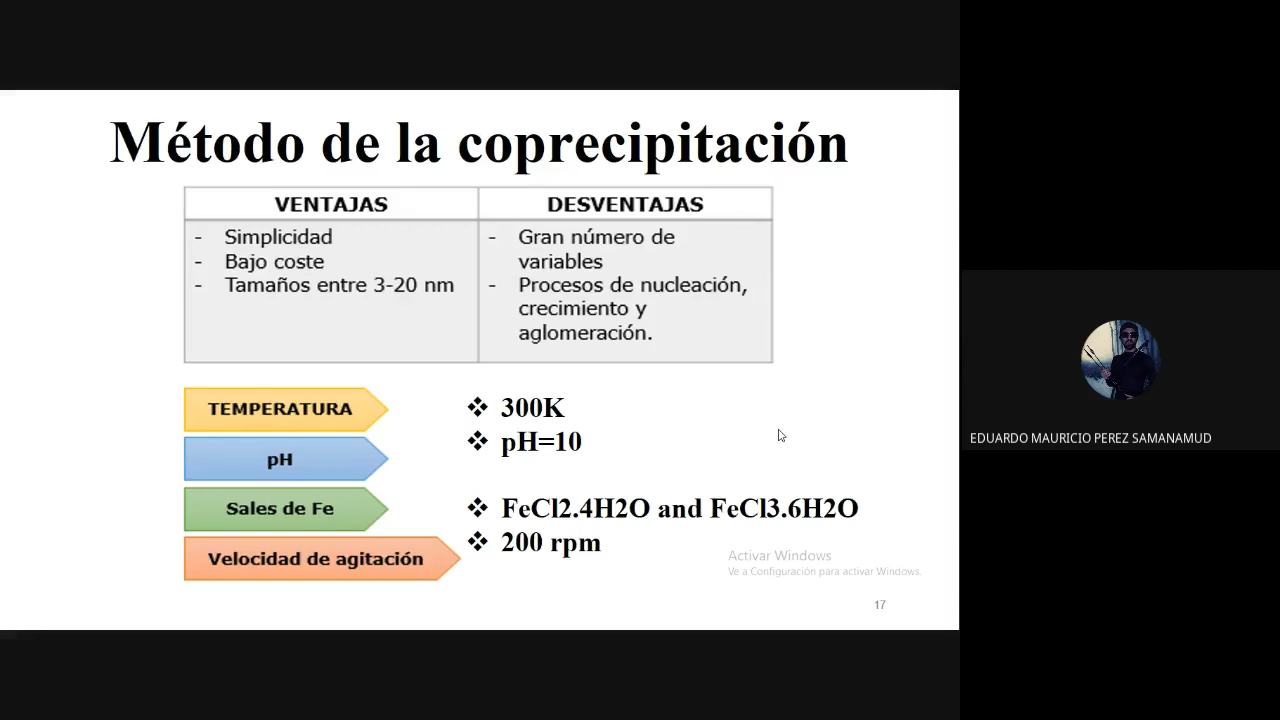 Método de la coprecipitación
VENTAJAS
DESVENTAJAS
- Simplicidad
- Bajo coste
- Tamaños entre 3-20 nm
- Gran número de
variables
- Procesos de nucleación,
crecimiento y
aglomeración.
TEMPERATURA
❖ 300K
pH
❖ pH=10
Sales de Fe
❖ FeCl2.4H2O and FeCl3.6H2O
Velocidad de agitación
❖ 200 rpm
Activar Windows
Ve a Configuración para activar Windows.
17
EDUARDO MAURICIO PEREZ SAMANAMUD